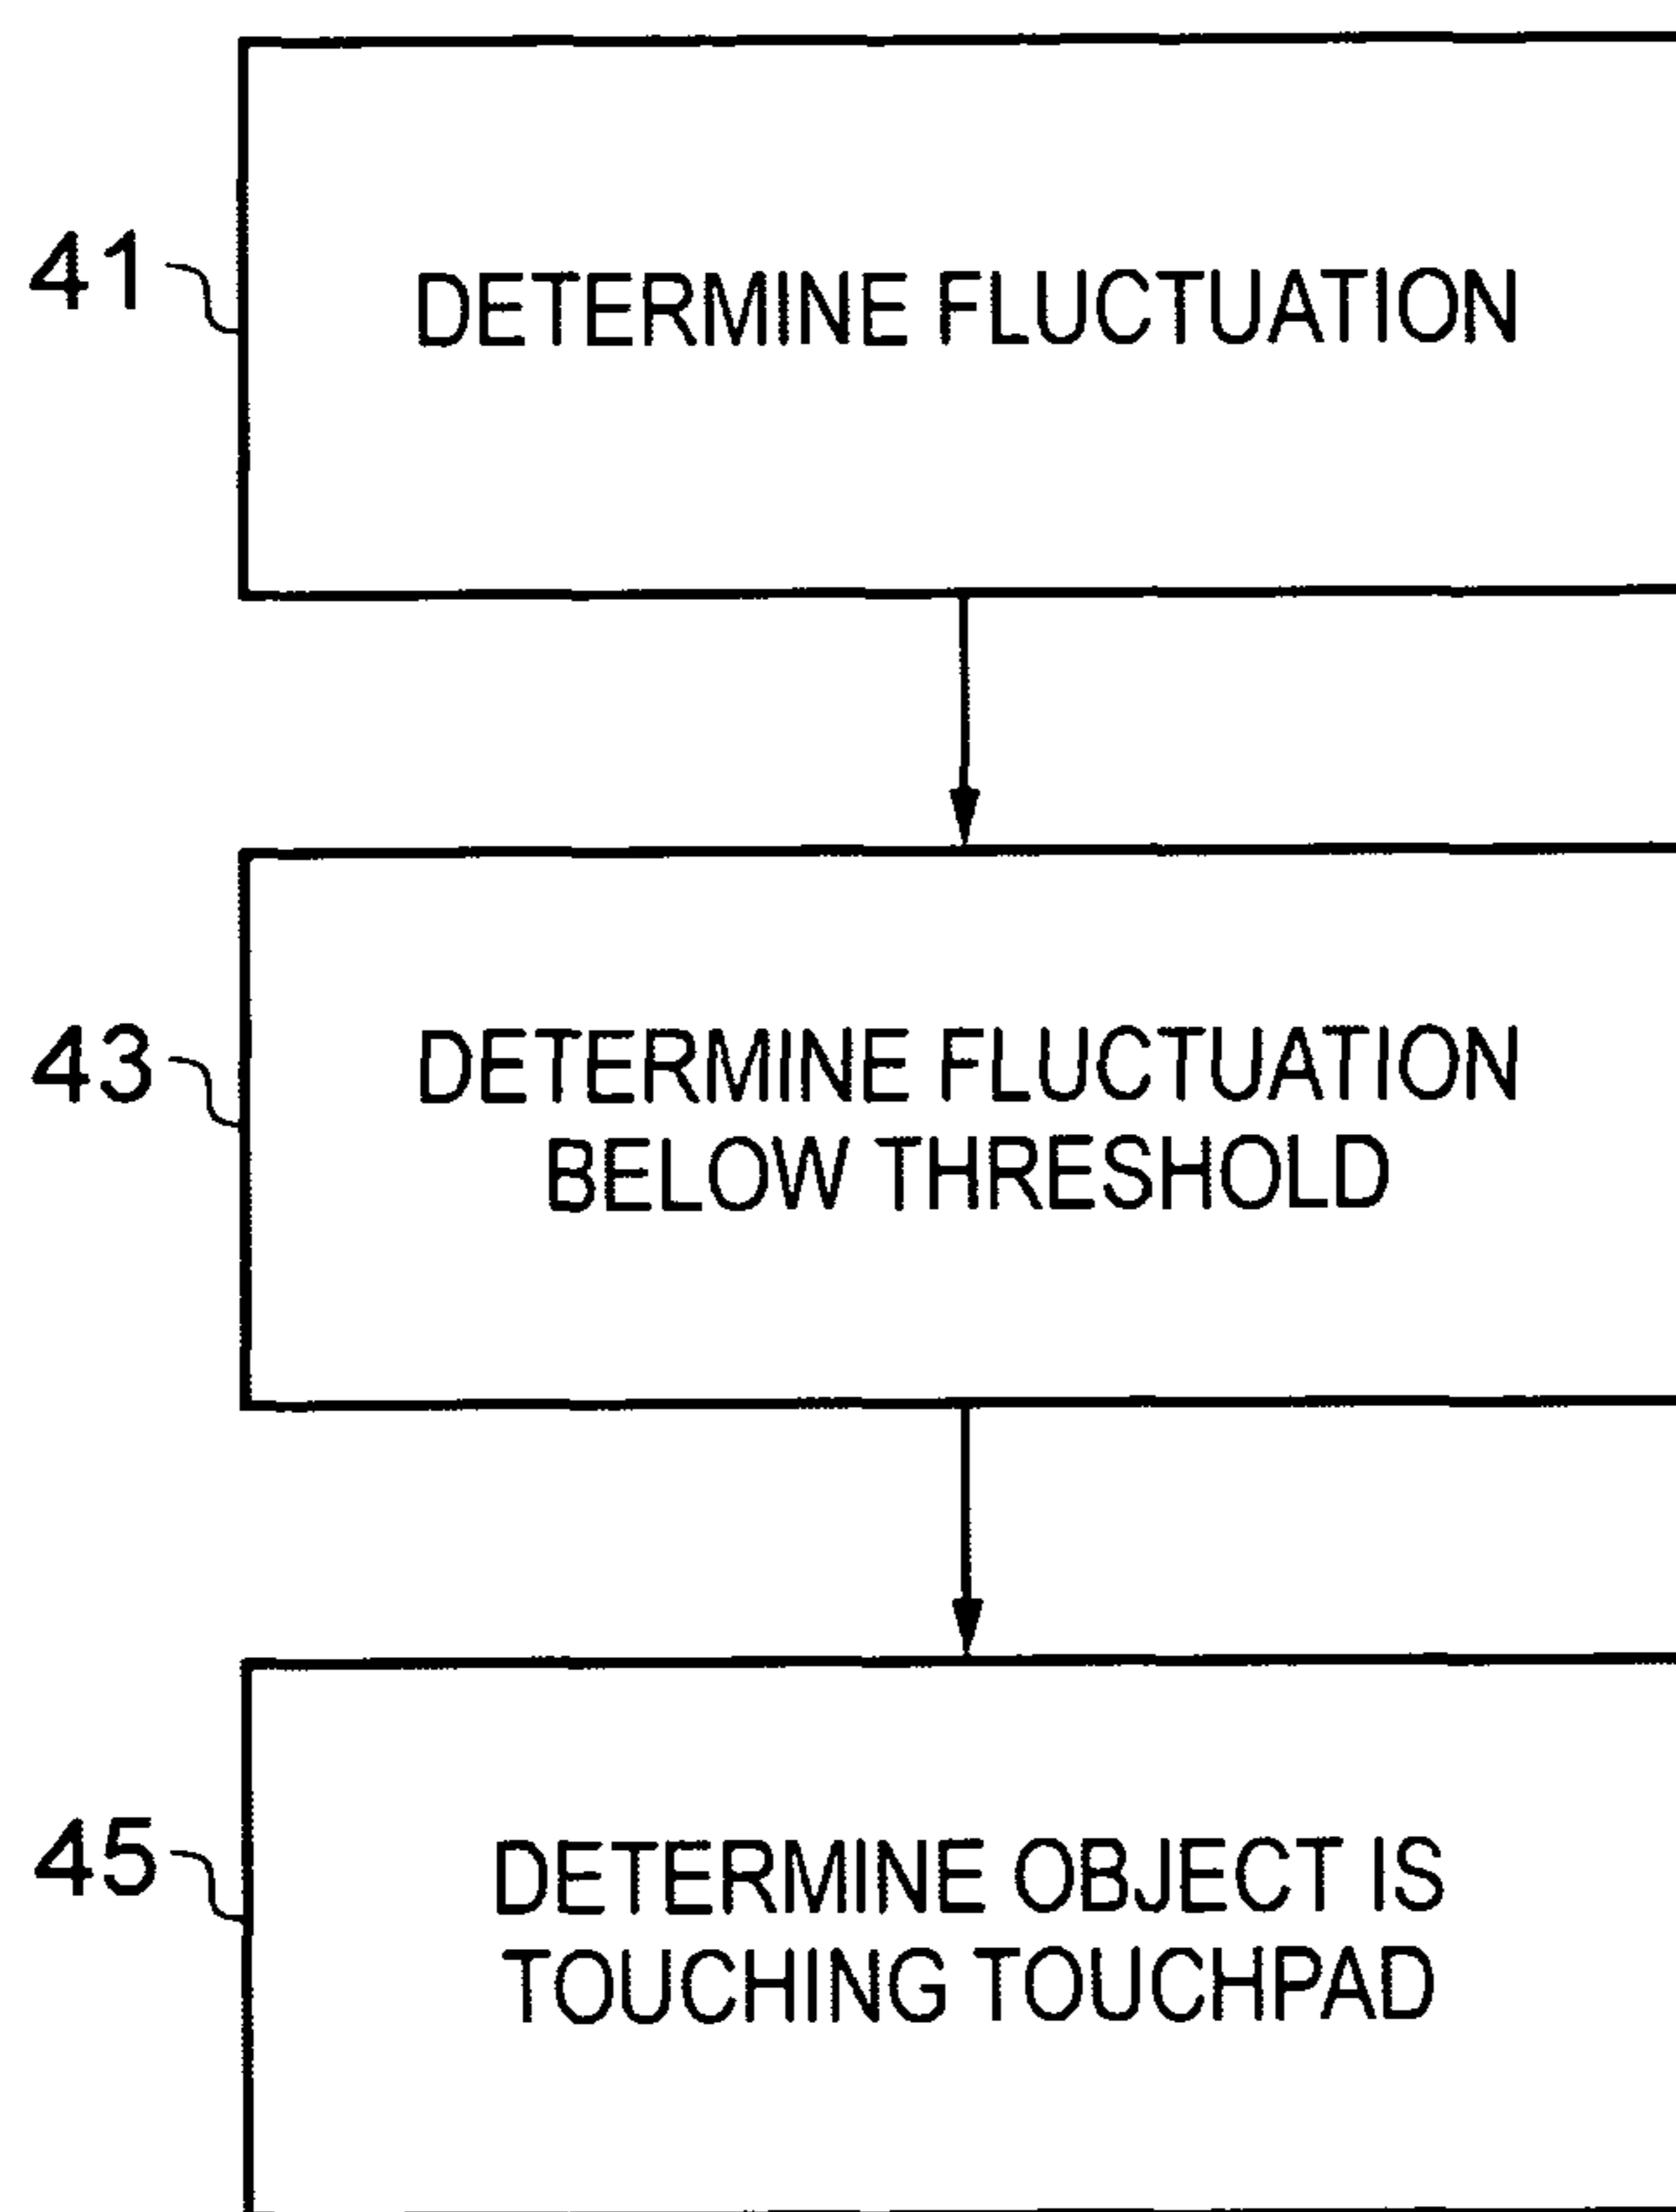 41
DETERMINE FLUCTUATION
43
DETERMINE FLUCTUATION
BELOW THRESHOLD
45
DETERMINE OBJECT IS
TOUCHING TOUCHPAD